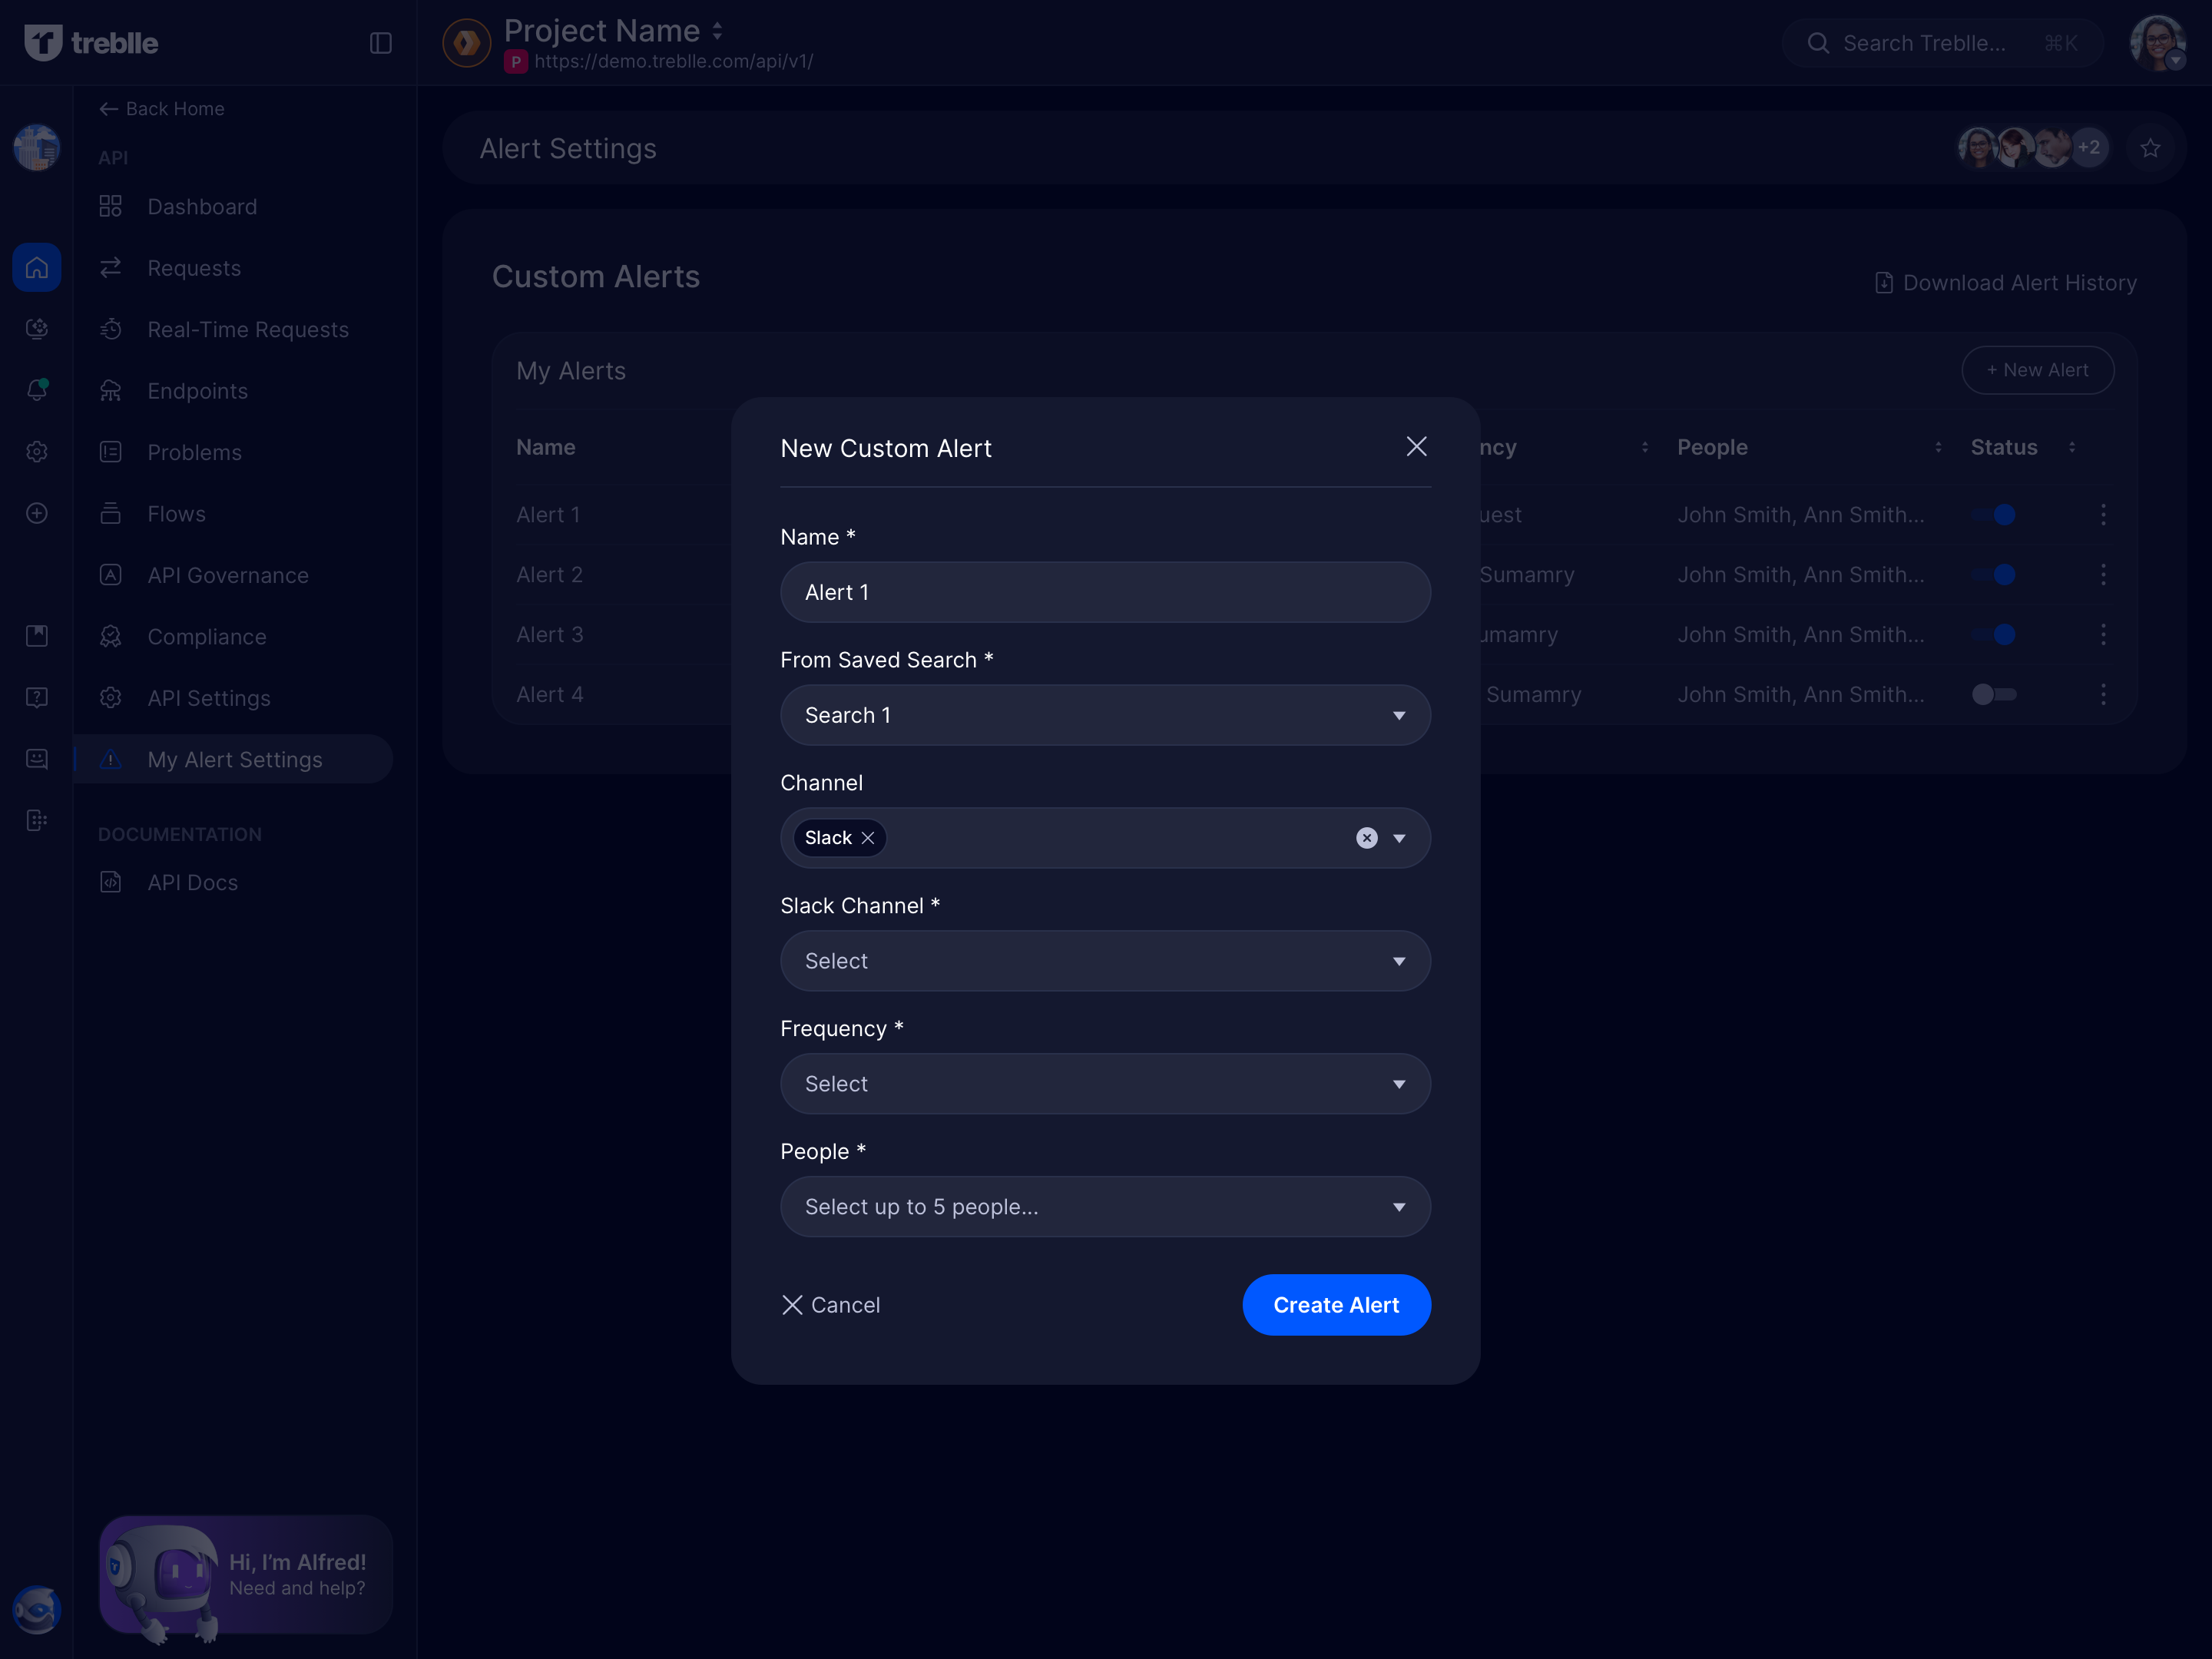 treblle
Project Name
P https://demo.treblle.com/api/v1/
Search Treblle... ⌘K
Back Home
API
Dashboard
Requests
Real-Time Requests
Endpoints
Problems
Flows
API Governance
Compliance
API Settings
My Alert Settings
DOCUMENTATION
API Docs
Hi, I'm Alfred!
Need and help?
Alert Settings
+2
Custom Alerts
Download Alert History
My Alerts
+ New Alert
Name People Status
Alert 1 John Smith, Ann Smith...
Alert 2 Sumamry John Smith, Ann Smith...
Alert 3 John Smith, Ann Smith...
Alert 4 Sumamry John Smith, Ann Smith...
New Custom Alert
Name *
Alert 1
From Saved Search *
Search 1
Channel
Slack
Slack Channel *
Select
Frequency *
Select
People *
Select up to 5 people...
Cancel
Create Alert